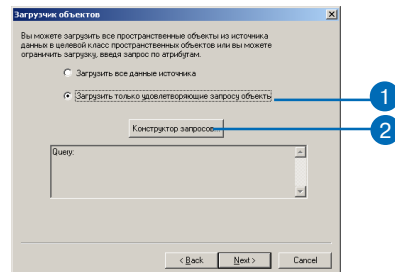 Загрузчик объектов
Вы можете загрузить все пространственные объекты из источника
данных в целевой класс пространственных объектов или вы можете
ограничить загрузку, введя запрос по атрибутам.
Загрузить все данные источника
Загрузить только удовлетворяющие запросу объекты
1
Конструктор запросов
2
Query:
< Back
Next >
Cancel